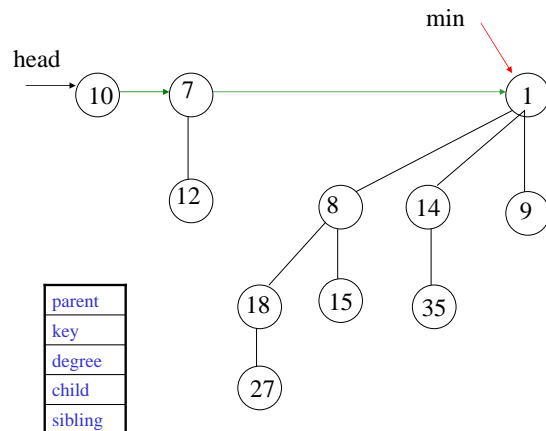 min
head
10
7
1
12
8
14
9
18
15
35
27
parent
key
degree
child
sibling